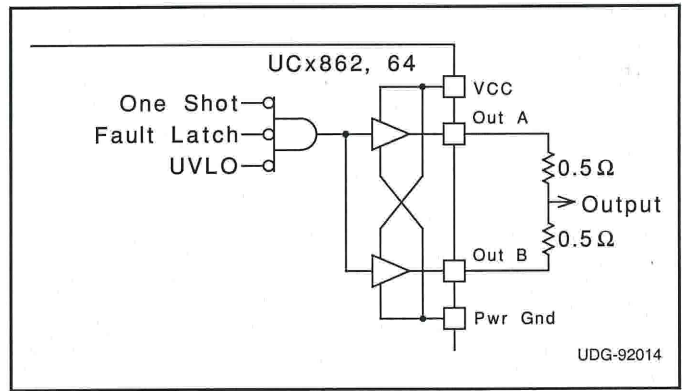 UCx862, 64
VCC
One Shot
Out A
Fault Latch
UVLO
0.5Ω
Output
0.5Ω
Out B
Pwr Gnd
UDG-92014